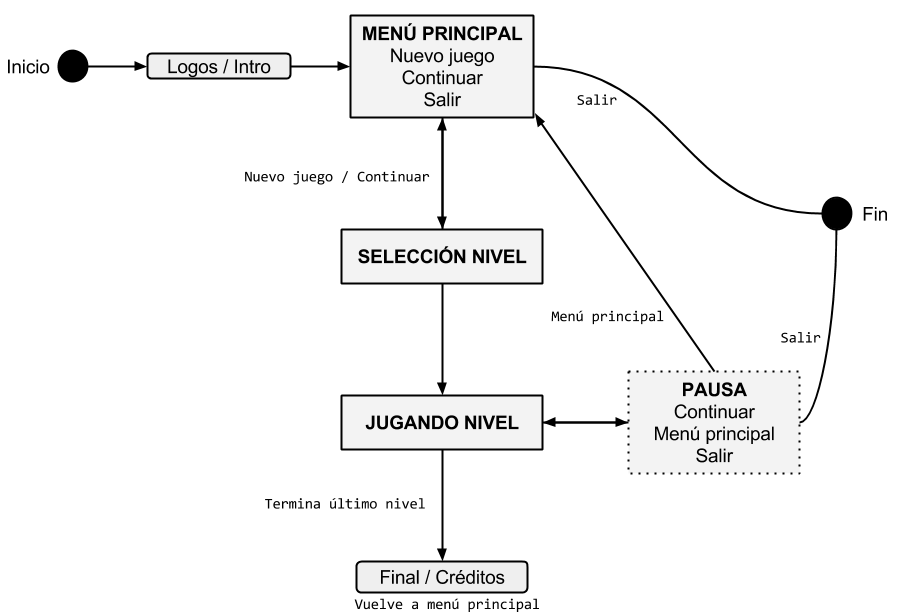 Inicio
Logos / Intro
MENÚ PRINCIPAL
Nuevo juego
Continuar
Salir
Salir
Nuevo juego / Continuar
Fin
SELECCIÓN NIVEL
Menú principal
Salir
JUGANDO NIVEL
PAUSA
Continuar
Menú principal
Salir
Termina último nivel
Final / Créditos
Vuelve a menú principal